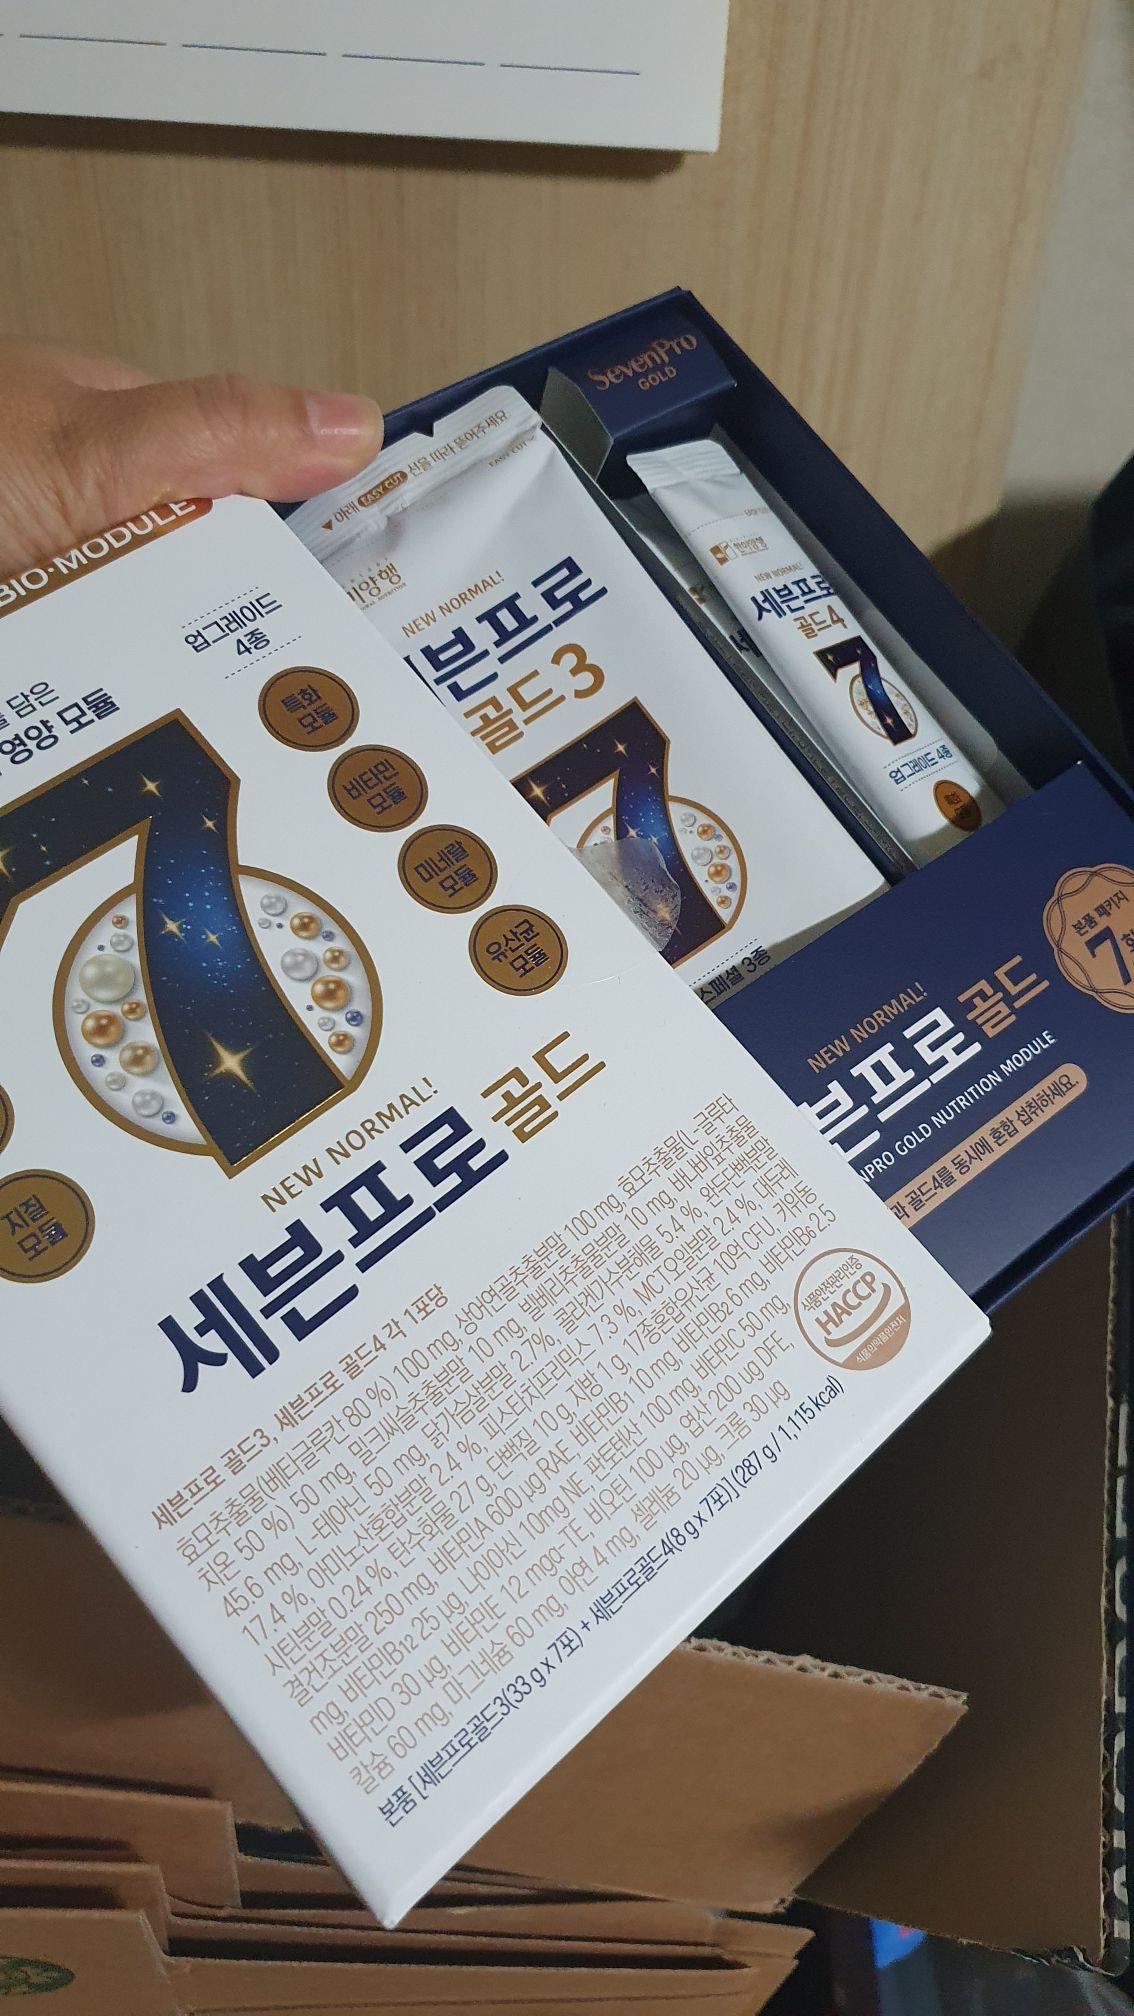 SevenPro
GOLD
▼아래 EASY CUT 선을 따라 뜯어주세요
EASY CUT
NEW NORMAL!
븐프로
골드3
스페셜 3종
한미양행
NEW NORMAL!
세븐프로
골드4
7
업그레이드 4종
특화
모듈
BIO·MODULE
업그레이드
4종
담은
영양 모듈
특화
모듈
비타민
모듈
미네랄
모듈
유산균
모듈
지질
모듈
7
NEW NORMAL!
세븐프로 골드
세븐프로 골드3, 세븐프로 골드4 각 1포당
효모추출물(베타글루칸 80 %) 100 mg, 상어연골추출분말 100 mg, 효모추출물(L-글루타
치온 50 %) 50 mg, 밀크씨슬추출분말 10 mg, 빌베리추출물분말 10 mg, 바나바잎추출물
45.6 mg, L-테아닌 50 mg, 닭가슴살분말 2.7%, 콜라겐가수분해물 5.4 %, 완두단백분말
17.4 %, 아미노산혼합분말 2.4 %, 피스타치프리믹스 7.3 %, MCT오일분말 2.4 %, 대구레
시틴분말 0.24 %, 탄수화물 27 g, 단백질 10 g, 지방 1 g, 17종혼합유산균 10억 CFU, 키위동
결건조분말 250 mg, 비타민A 600 μg RAE, 비타민B1 10 mg, 비타민B2 6 mg, 비타민B6 2.5
mg, 비타민B12 25 μg, 나이아신 10mg NE, 판토텐산 100 mg, 비타민C 50 mg,
비타민D 30 μg, 비타민E 12 mgα-TE, 비오틴 100 μg, 엽산 200 ug DFE,
칼슘 60 mg, 마그네슘 60 mg, 아연 4 mg, 셀레늄 20 μg, 크롬 30 μg
본품 [세븐프로골드3(33 g x 7포) + 세븐프로골드4(8 g x 7포)] (287 g / 1,115 kcal)
식품안전관리인증
HACCP
식품의약품안전처
본품 패키지
7
NEW NORMAL!
븐프로 골드
NPRO GOLD NUTRITION MODULE
과 골드4를 동시에 혼합 섭취하세요.